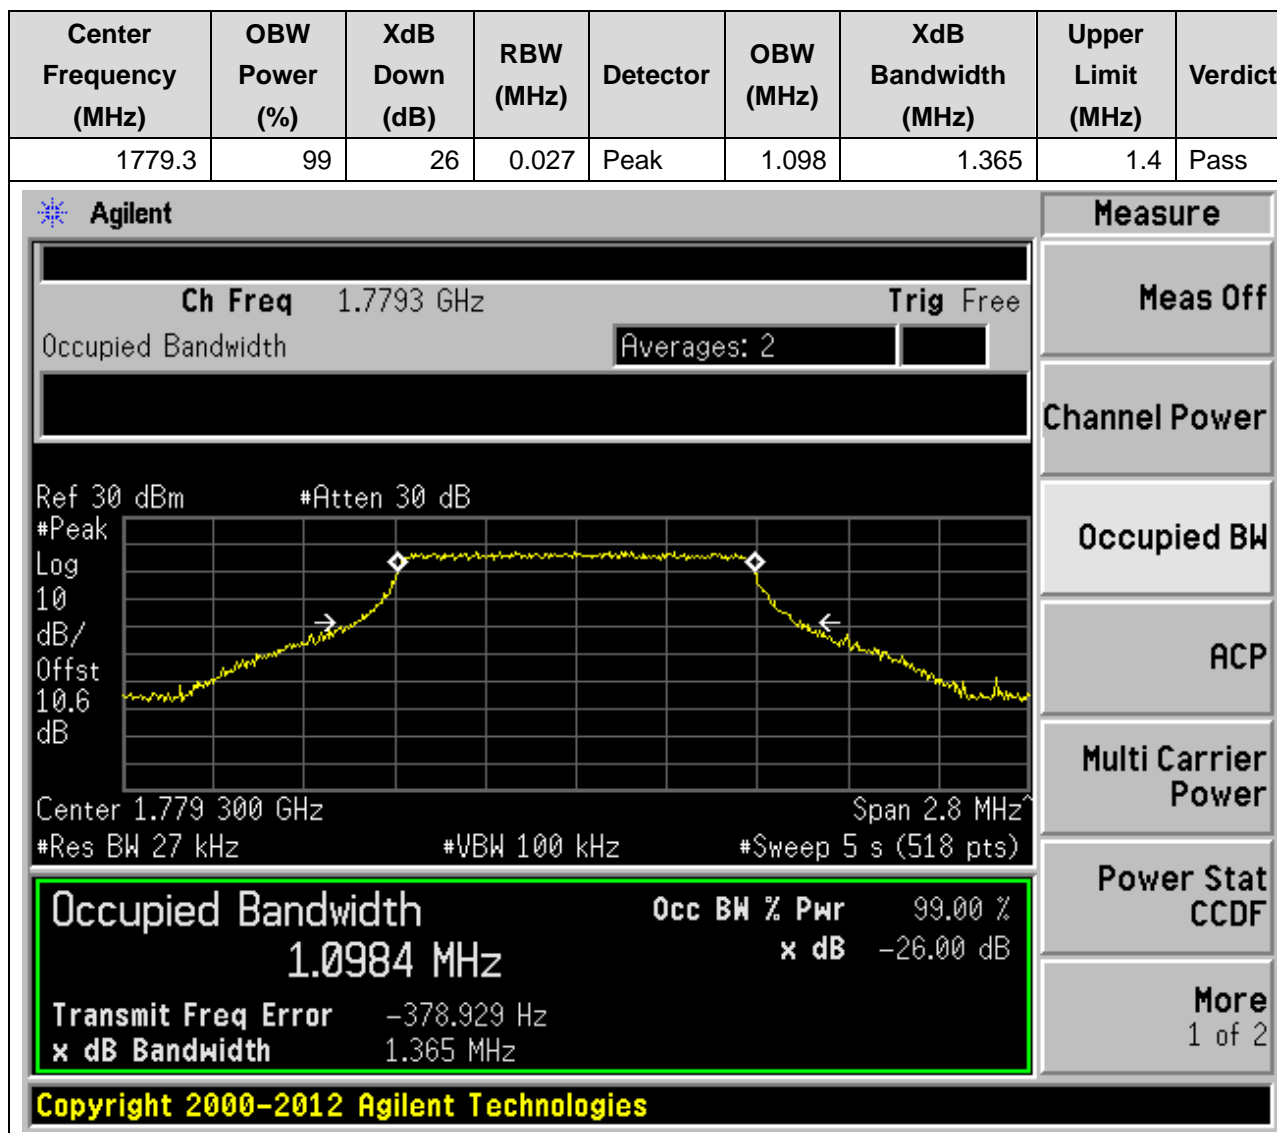 Center Frequency (MHz) OBW Power (%) XdB Down (dB) RBW (MHz) Detector OBW (MHz) XdB Bandwidth (MHz) Upper Limit (MHz) Verdict
1779.3 99 26 0.027 Peak 1.098 1.365 1.4 Pass
Agilent
Ch Freq 1.7793 GHz Trig Free
Occupied Bandwidth Averages: 2
Ref 30 dBm #Atten 30 dB
#Peak
Log
10
dB/
Offst
10.6
dB
Center 1.779 300 GHz Span 2.8 MHz^
#Res BW 27 kHz #VBW 100 kHz #Sweep 5 s (518 pts)
Occupied Bandwidth Occ BW % Pwr 99.00 %
1.0984 MHz x dB -26.00 dB
Transmit Freq Error -378.929 Hz
x dB Bandwidth 1.365 MHz
Copyright 2000-2012 Agilent Technologies
Measure
Meas Off
Channel Power
Occupied BW
ACP
Multi Carrier
Power
Power Stat
CCDF
More
1 of 2